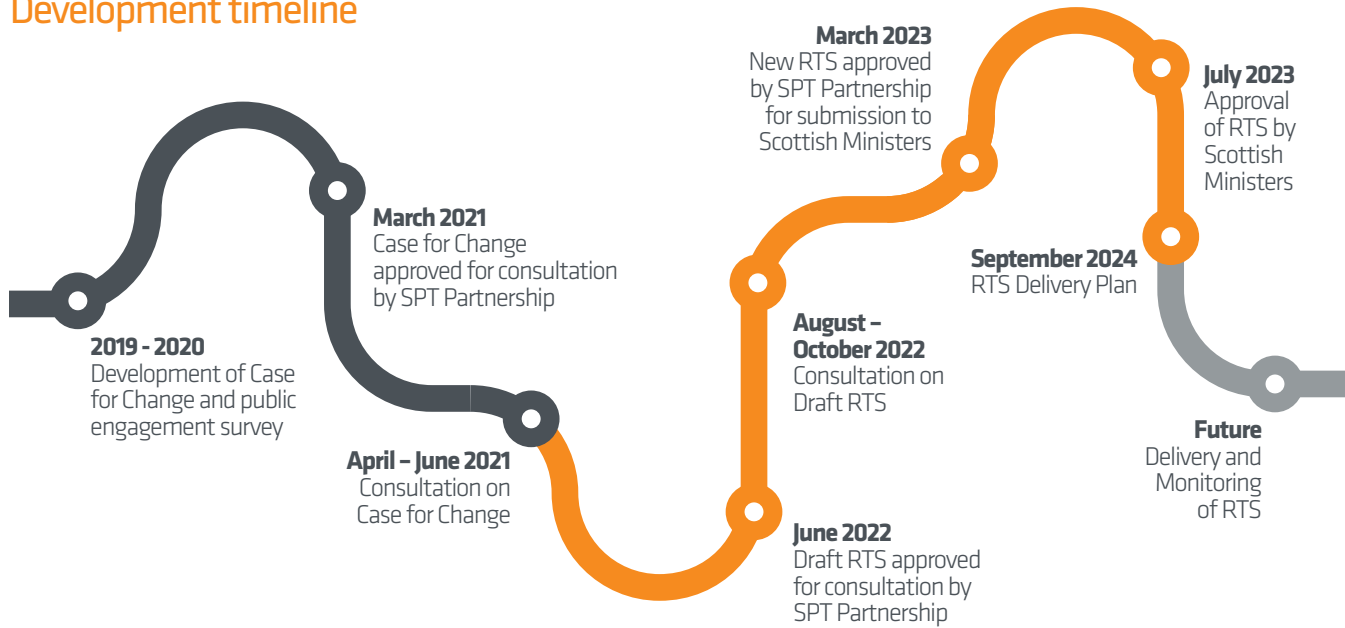 Development timeline
2019 - 2020
Development of Case
for Change and public
engagement survey
March 2021
Case for Change
approved for consultation
by SPT Partnership
April – June 2021
Consultation on
Case for Change
June 2022
Draft RTS approved
for consultation by
SPT Partnership
August –
October 2022
Consultation on
Draft RTS
March 2023
New RTS approved
by SPT Partnership
for submission to
Scottish Ministers
July 2023
Approval
of RTS by
Scottish
Ministers
September 2024
RTS Delivery Plan
Future
Delivery and
Monitoring
of RTS